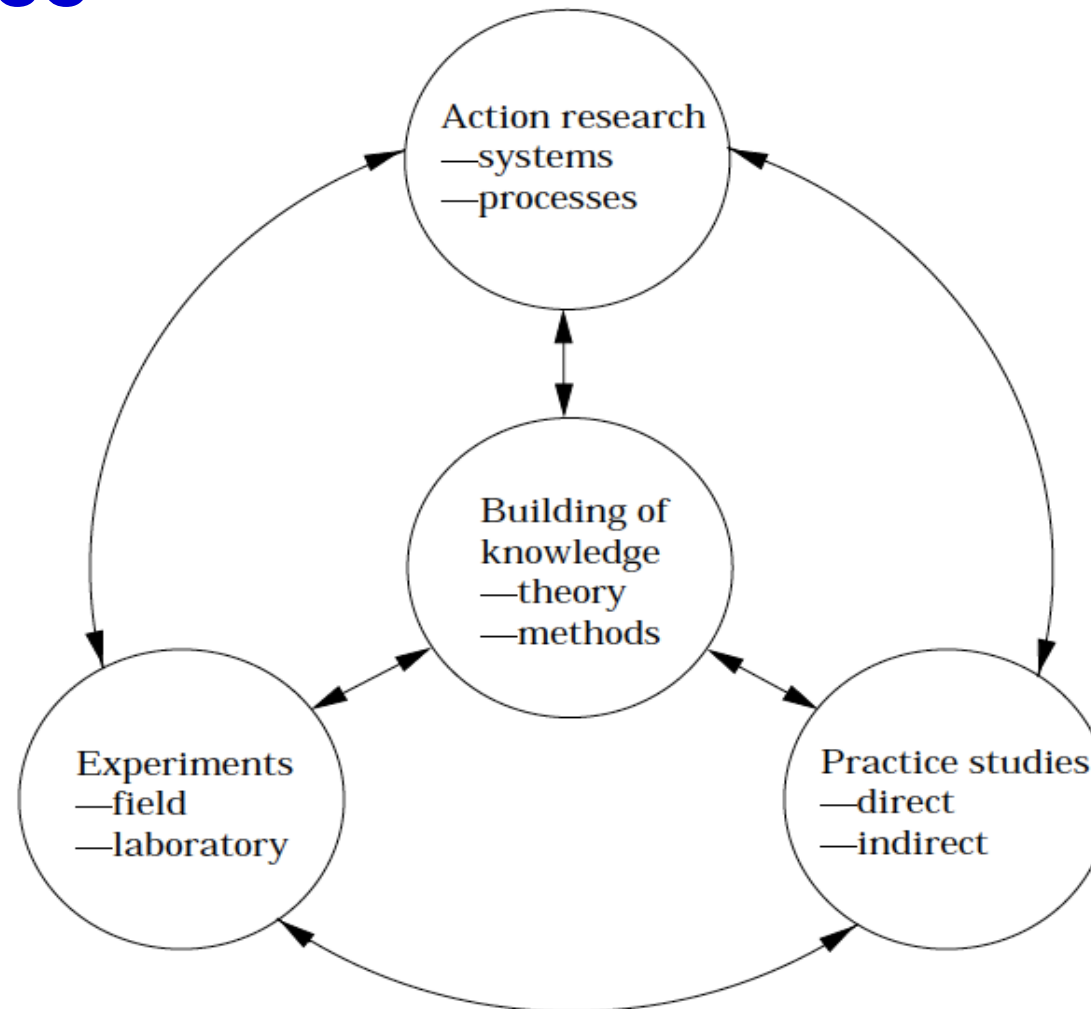 Action research
—systems
—processes
Building of
knowledge
—theory
—methods
Experiments
—field
—laboratory
Practice studies
—direct
—indirect